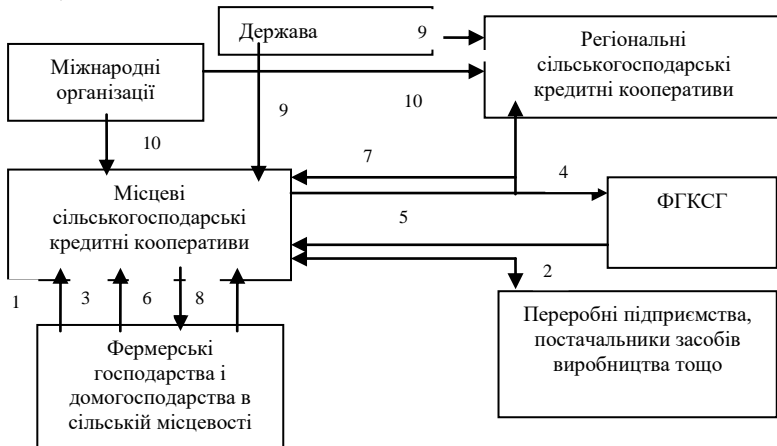 Держава 9 9
Регіональні
сільськогосподарські
кредитні кооперативи
Міжнародні
організації
10
9
10
7
4
Місцеві
сільськогосподарські
кредитні кооперативи
ФГКСГ
5
1 3 6 8
2
Переробні підприємства,
постачальники засобів
виробництва тощо
Фермерські
господарства і
домогосподарства в
сільській місцевості